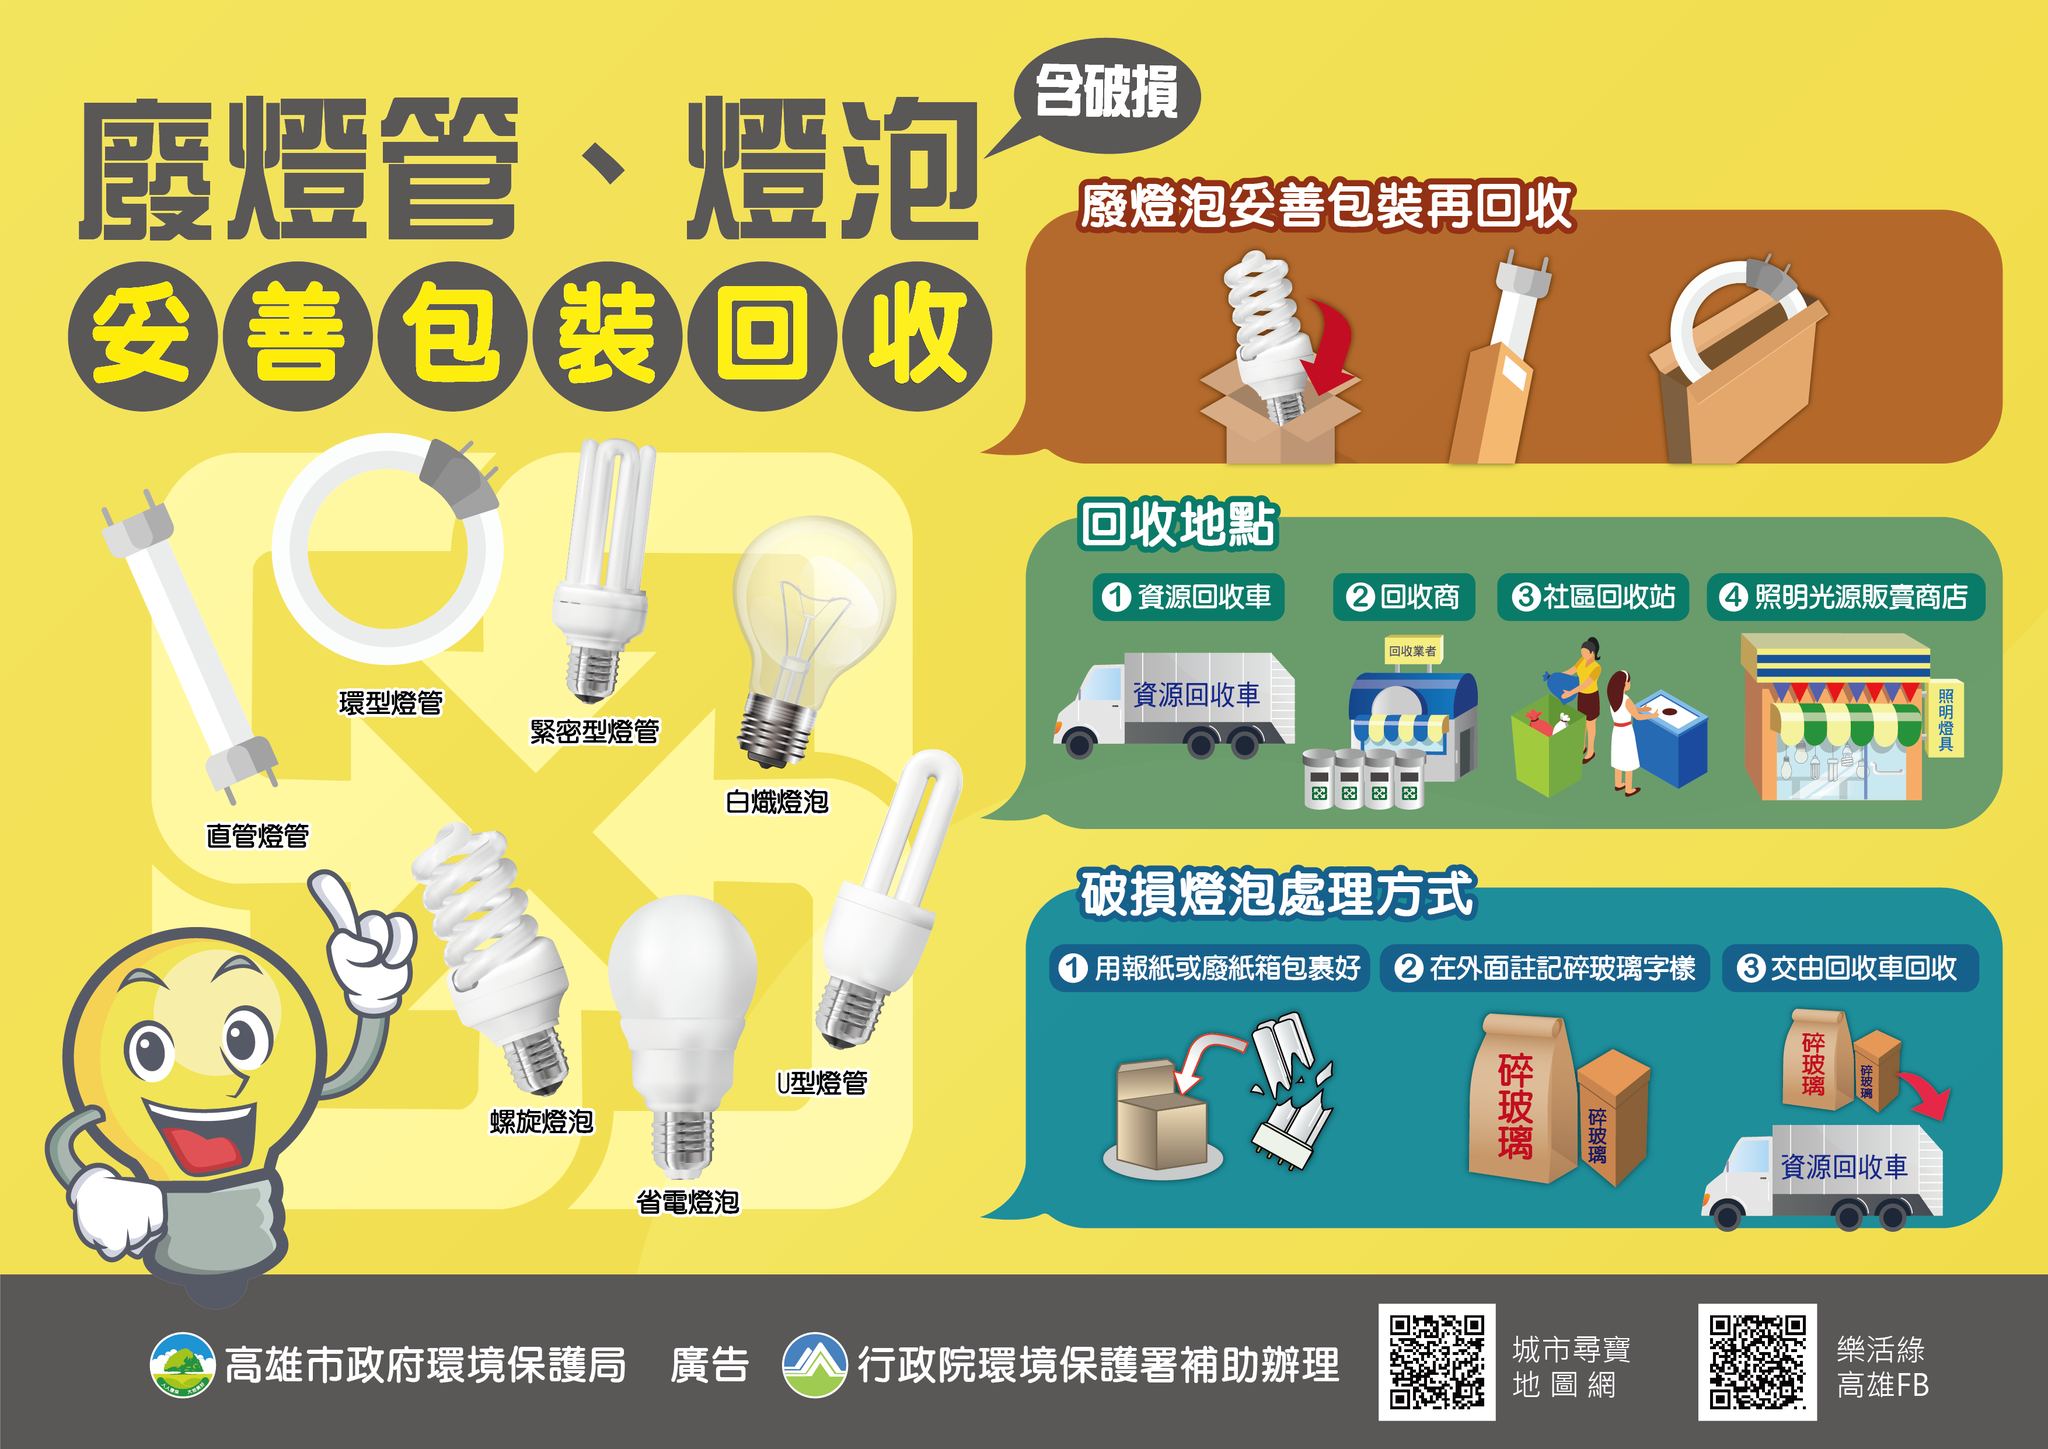 廢燈管、燈泡
含破損
妥善包裝回收
環型燈管
緊密型燈管
白熾燈泡
直管燈管
螺旋燈泡
U型燈管
省電燈泡
廢燈泡妥善包裝再回收
回收地點
1 資源回收車
2 回收商
3 社區回收站
4 照明光源販賣商店
資源回收車
回收業者
照明燈具
破損燈泡處理方式
1 用報紙或廢紙箱包裹好
2 在外面註記碎玻璃字樣
3 交由回收車回收
碎玻璃
碎玻璃
碎玻璃
碎玻璃
資源回收車
高雄市政府環境保護局 廣告
行政院環境保護署補助辦理
城市尋寶
地圖網
樂活綠
高雄FB